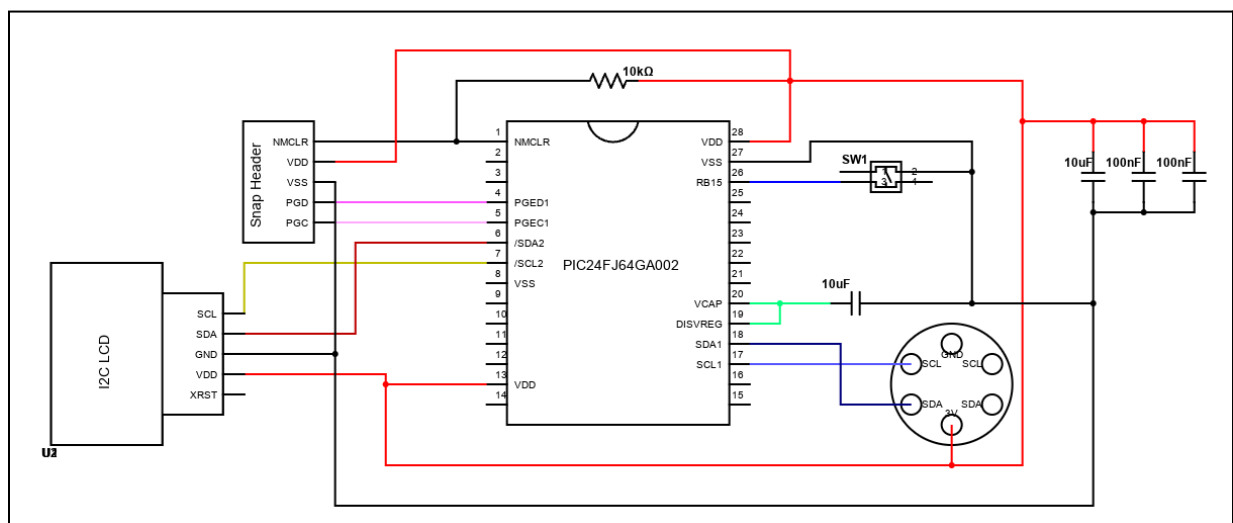 10kΩ
Snap Header
NMCLR
VDD
VSS
PGD
PGC
I2C LCD
SCL
SDA
GND
VDD
XRST
PIC24FJ64GA002
1 NMCLR
2
3
4 PGED1
5 PGEC1
6 /SDA2
7 /SCL2
8 VSS
9
10
11
12
13 VDD
14
28 VDD
27 VSS
26 RB15
25
24
23
22
21
20 VCAP
19 DISVREG
18 SDA1
17 SCL1
16
15
SW1
1 2
3 4
10uF
10uF 100nF 100nF
GND
SCL SCL
SDA SDA
3V